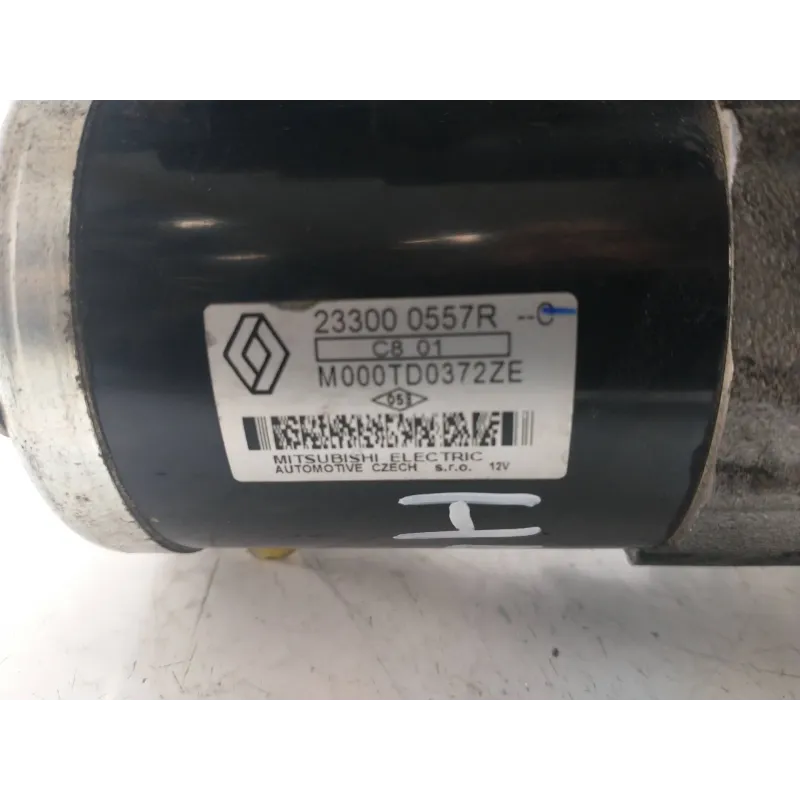 23300 0557R --C
C8 01
M000TD0372ZE
MITSUBISHI ELECTRIC
AUTOMOTIVE CZECH s.r.o. 12V
H